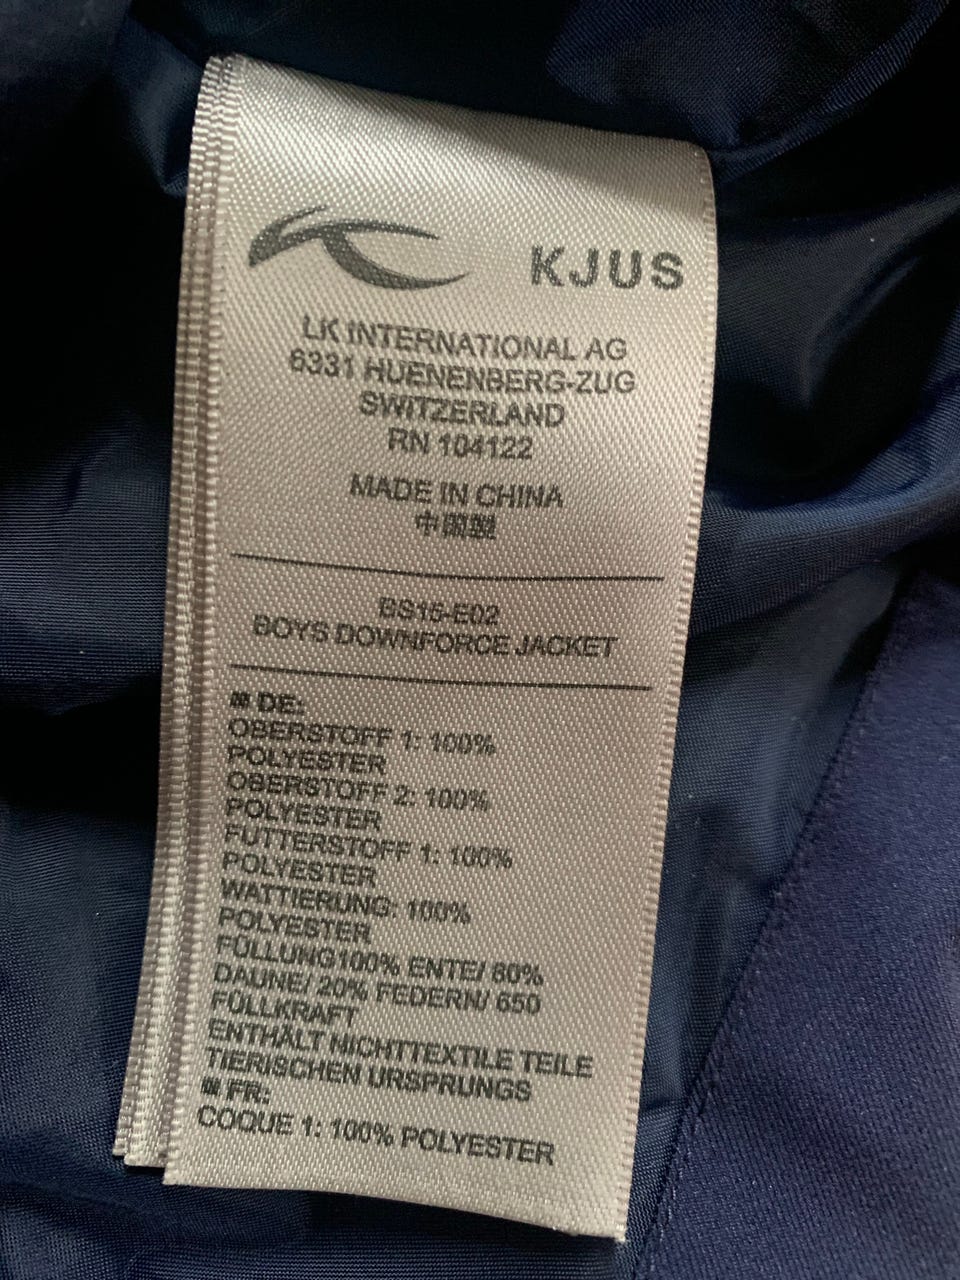 KJUS
LK INTERNATIONAL AG
6331 HUENENBERG-ZUG
SWITZERLAND
RN 104122
MADE IN CHINA
中国製
BS15-E02
BOYS DOWNFORCE JACKET
DE:
OBERSTOFF 1: 100%
POLYESTER
OBERSTOFF 2: 100%
POLYESTER
FUTTERSTOFF 1: 100%
POLYESTER
WATTIERUNG: 100%
POLYESTER
FÜLLUNG100% ENTE/ 80%
DAUNE/ 20% FEDERN/ 650
FÜLLKRAFT
ENTHÄLT NICHTTEXTILE TEILE
TIERISCHEN URSPRUNGS
FR:
COQUE 1: 100% POLYESTER